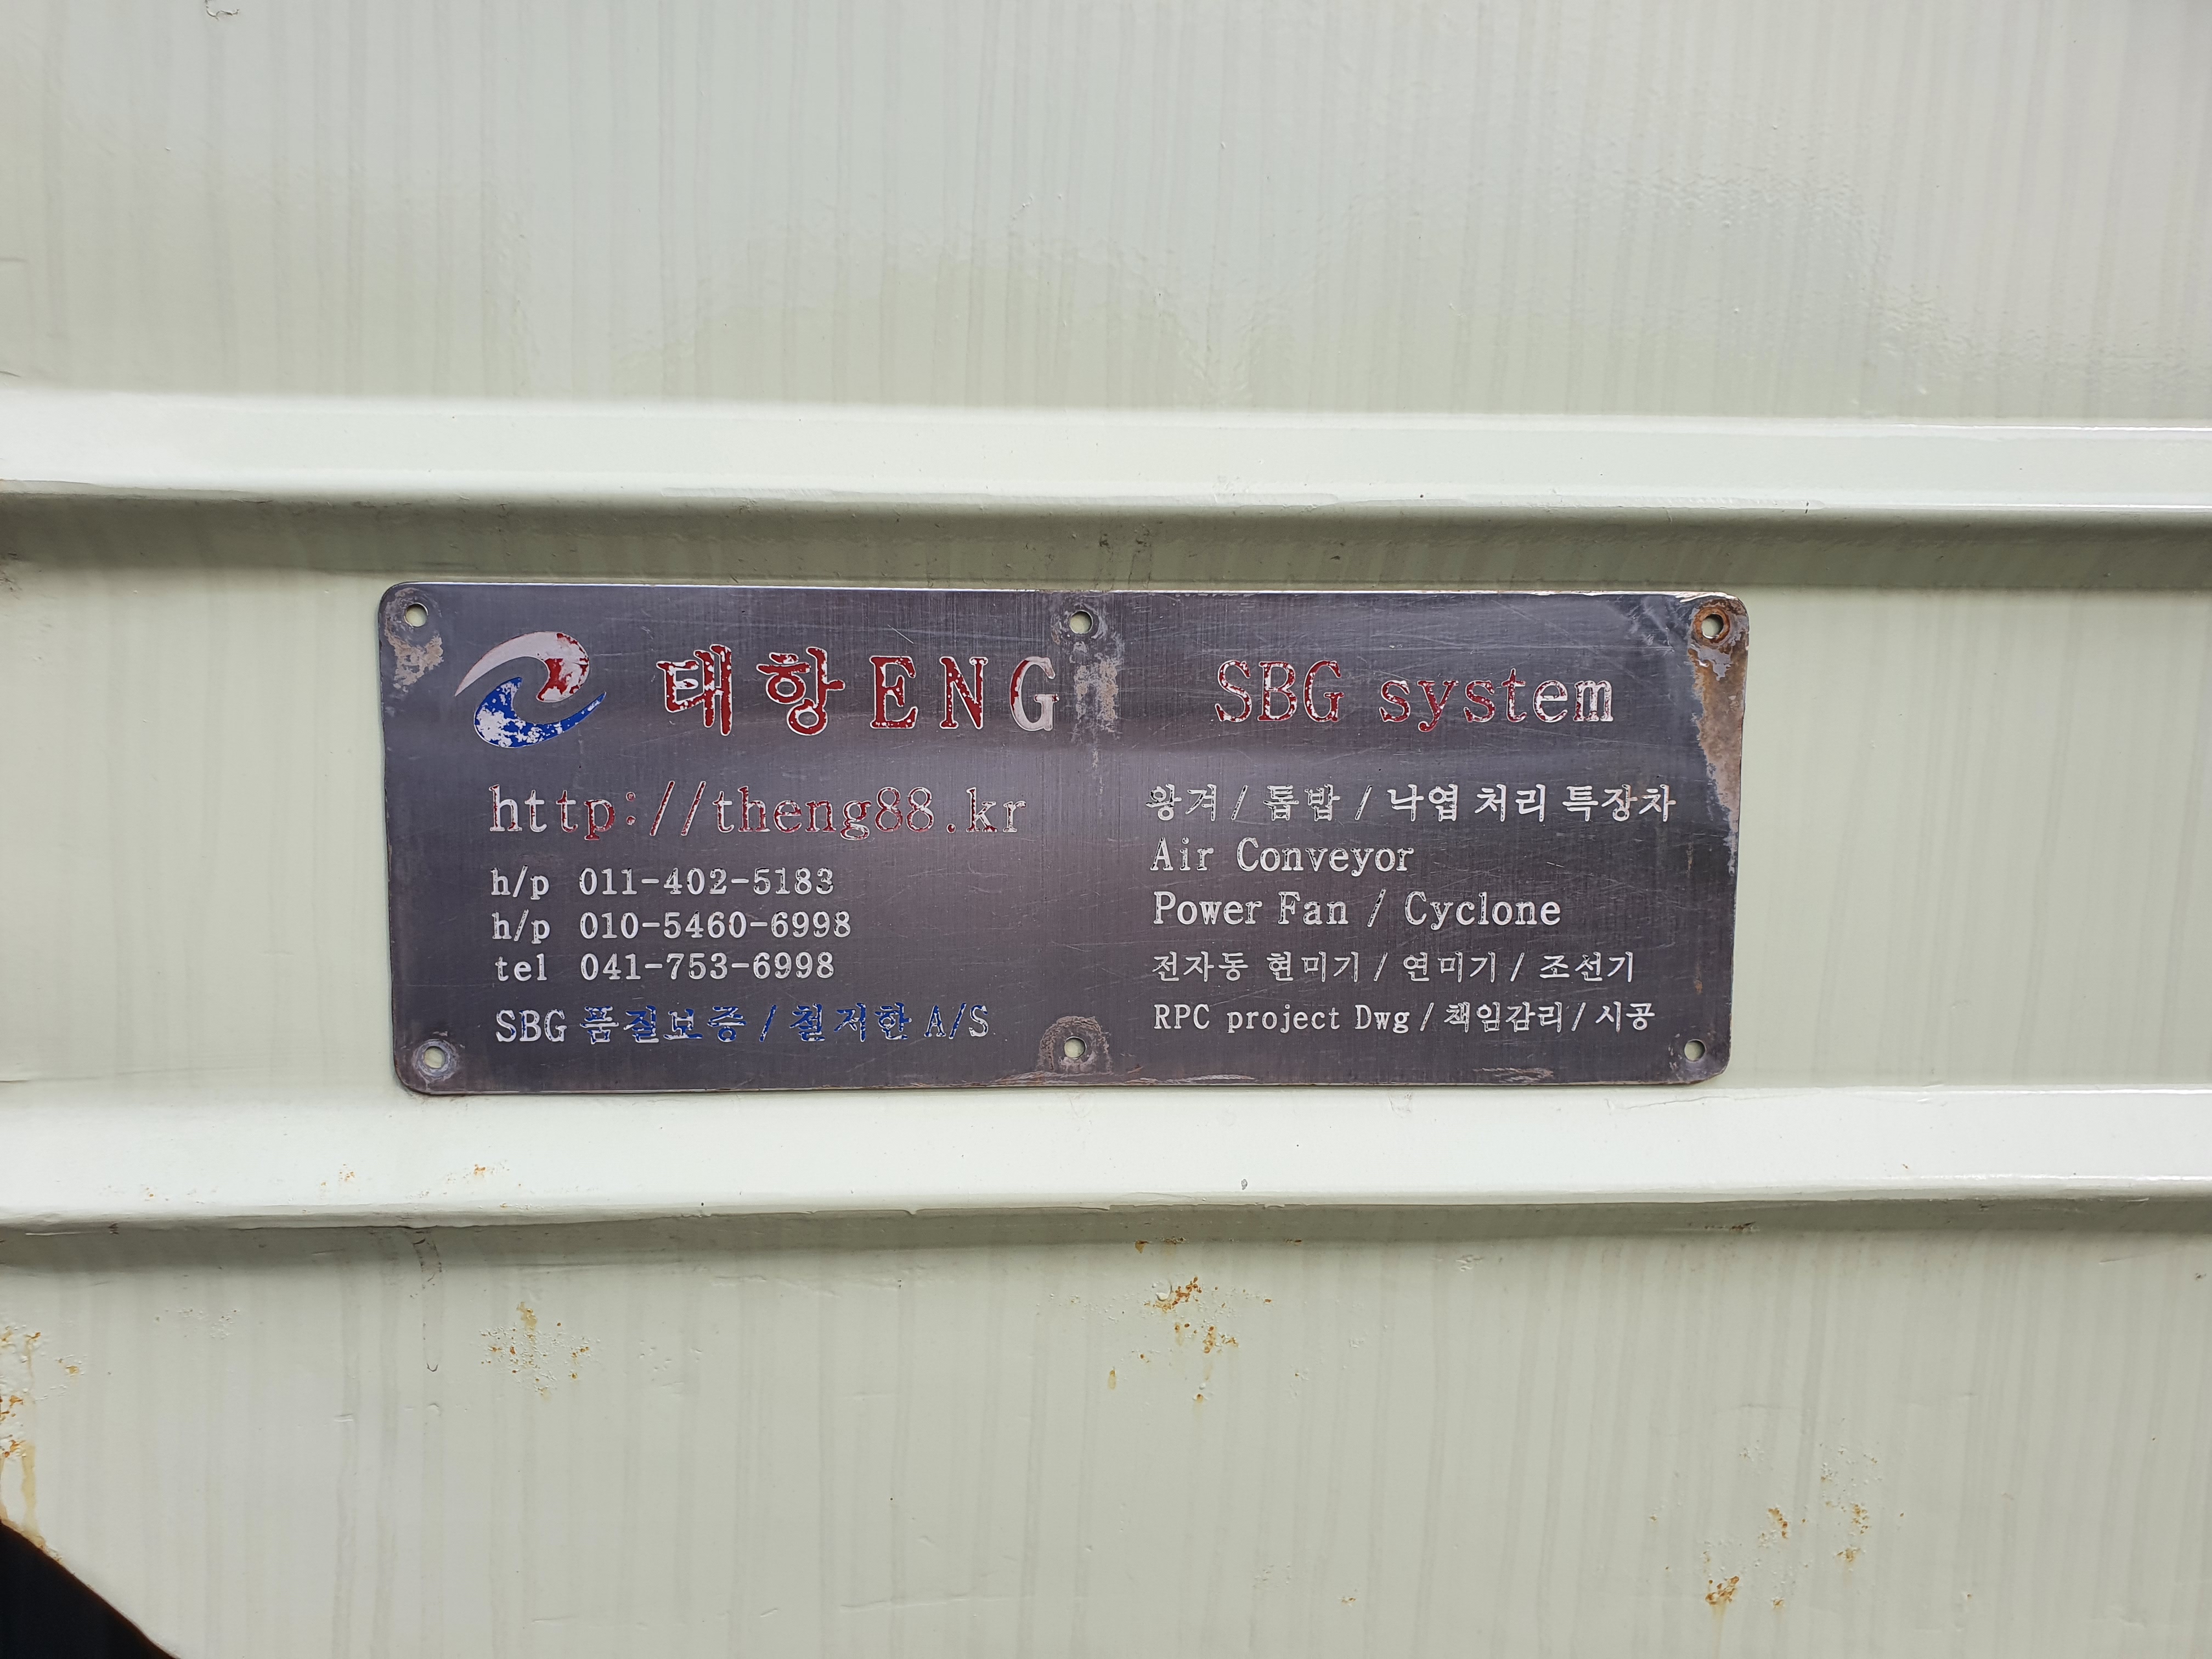 태항ENG
http://theng88.kr
h/p 011-402-5183
h/p 010-5460-6998
tel 041-753-6998
SBG 품질보증/철저한 A/S
SBG system
왕겨/톱밥/낙엽 처리 특장차
Air Conveyor
Power Fan / Cyclone
전자동 현미기/연미기/조선기
RPC project Dwg/책임감리/시공